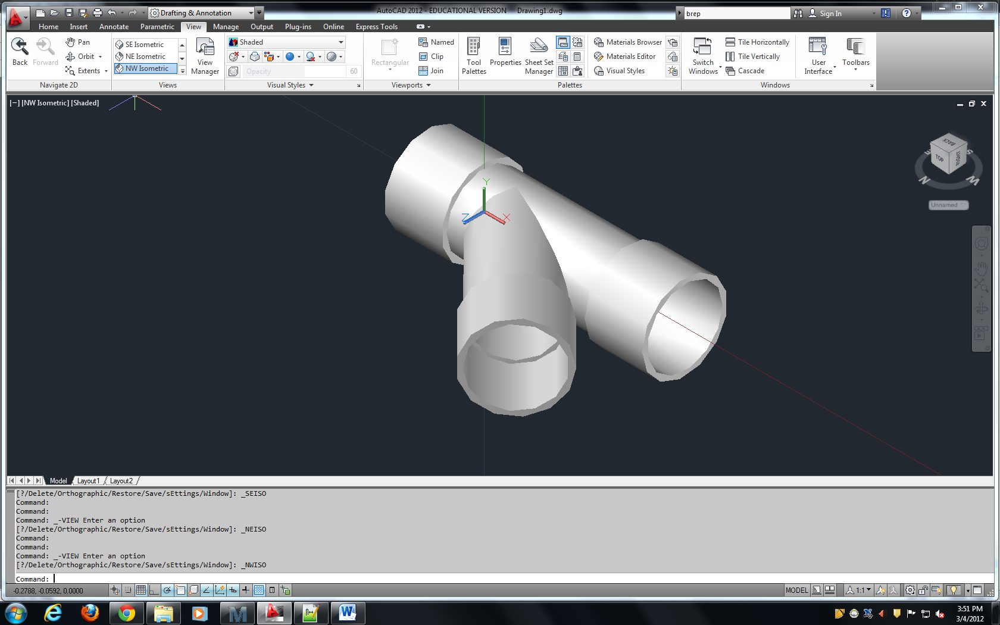 Drafting & Annotation
AutoCAD 2012 - EDUCATIONAL VERSION Drawing1.dwg
brep
Sign In
Home Insert Annotate Parametric View Manage Output Plug-ins Online Express Tools
Back Forward
Pan
Orbit
Extents
Navigate 2D
SE Isometric
NE Isometric
NW Isometric
View Manager
Views
Shaded
Opacity 60
Visual Styles
Rectangular
Named
Clip
Join
Viewports
Tool Palettes
Properties
Sheet Set Manager
Materials Browser
Materials Editor
Visual Styles
Palettes
Switch Windows
Tile Horizontally
Tile Vertically
Cascade
User Interface
Toolbars
Windows
[−] [NW Isometric] [Shaded]
Y
Z
X
BACK
TOP
RIGHT
S
N
M
Unnamed
Model Layout1 Layout2
[?/Delete/Orthographic/Restore/Save/sEttings/Window]: _SEISO
Command:
Command:
Command: _-VIEW Enter an option
[?/Delete/Orthographic/Restore/Save/sEttings/Window]: _NEISO
Command:
Command:
Command: _-VIEW Enter an option
[?/Delete/Orthographic/Restore/Save/sEttings/Window]: _NWISO
Command:
-0.2788, -0.0592, 0.0000
MODEL
1:1
3:51 PM
3/4/2012